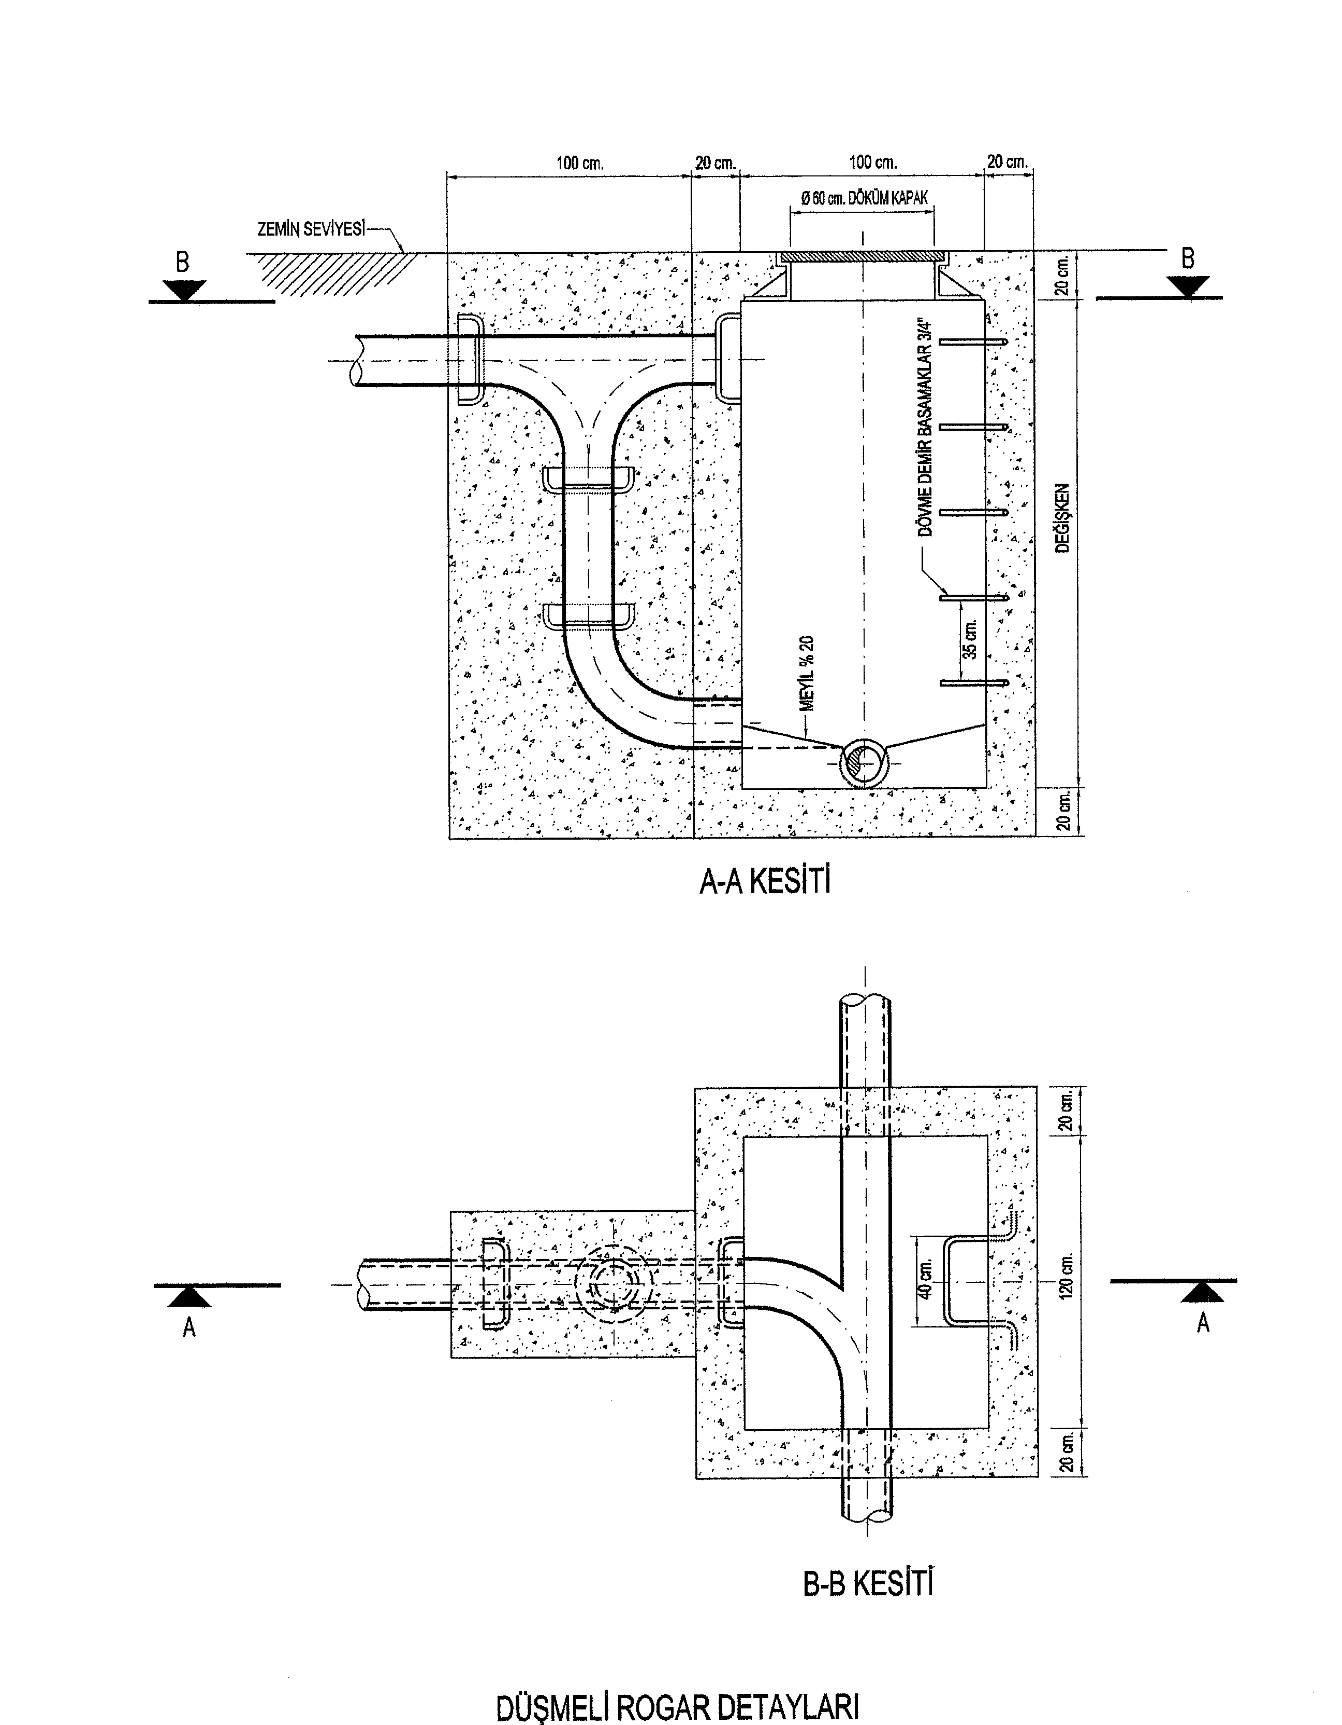 100 cm.
20 cm.
100 cm.
20 cm.
Ø 60 cm. DÖKÜM KAPAK
ZEMİN SEVİYESİ
B
B
20 cm.
DÖVME DEMİR BASAMAKLAR 3/4"
DEĞİŞKEN
35 cm.
MEYİL % 20
20 cm.
A-A KESİTİ
20 cm.
40 cm.
120 cm.
A
A
20 cm.
B-B KESİTİ
DÜŞMELİ ROGAR DETAYLARI